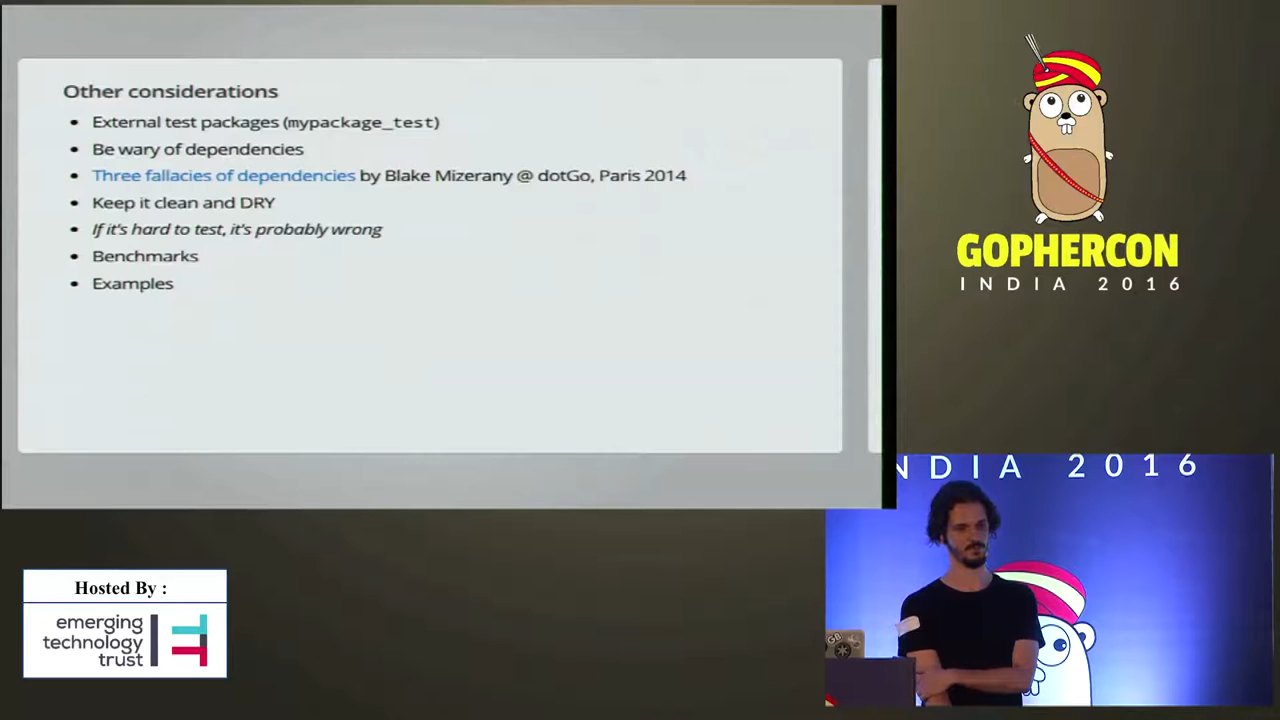 Other considerations
External test packages (mypackage_test)
Be wary of dependencies
Three fallacies of dependencies by Blake Mizerany @ dotGo, Paris 2014
Keep it clean and DRY
If it's hard to test, it's probably wrong
Benchmarks
Examples
GOPHERCON
INDIA 2016
NDIA 2016
GB
Hosted By :
emerging
technology
trust